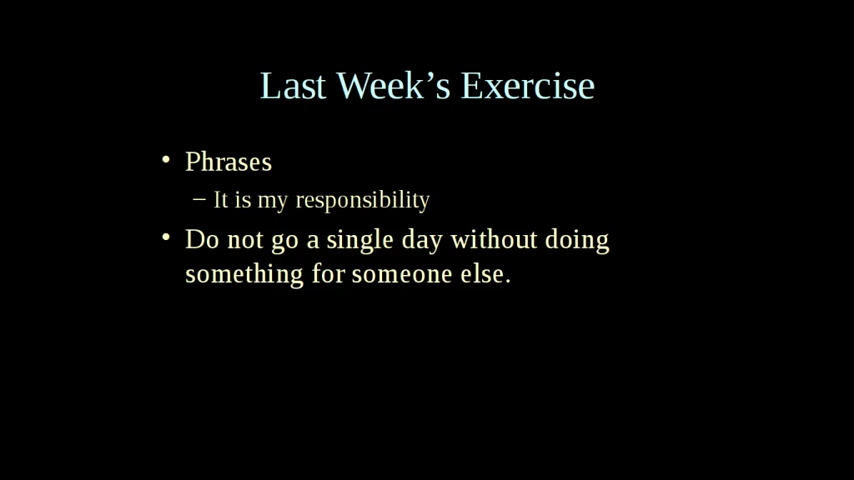 Last Week’s Exercise
• Phrases
– It is my responsibility
• Do not go a single day without doing
something for someone else.